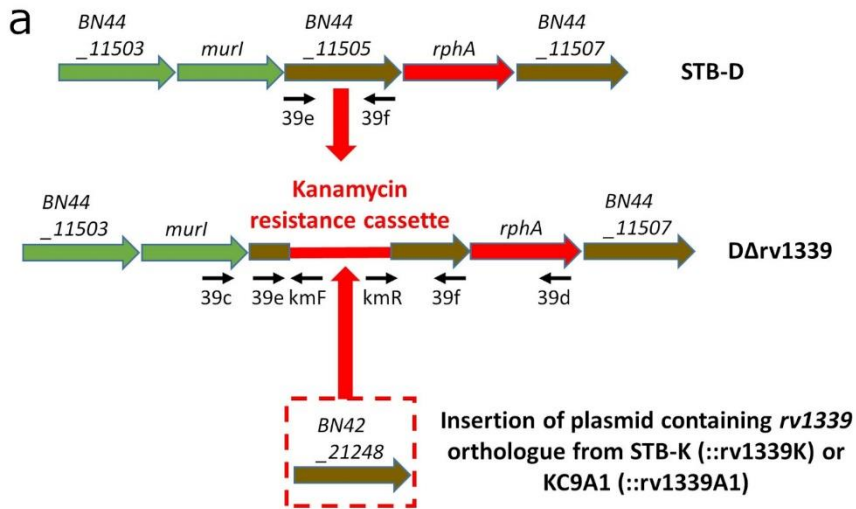 a
BN44
_11503
murI
BN44
_11505
rphA
BN44
_11507
STB-D
39e
39f
Kanamycin
resistance cassette
BN44
_11503
murI
rphA
BN44
_11507
DΔrv1339
39c
39e
kmF
kmR
39f
39d
BN42
_21248
Insertion of plasmid containing rv1339
orthologue from STB-K (::rv1339K) or
KC9A1 (::rv1339A1)